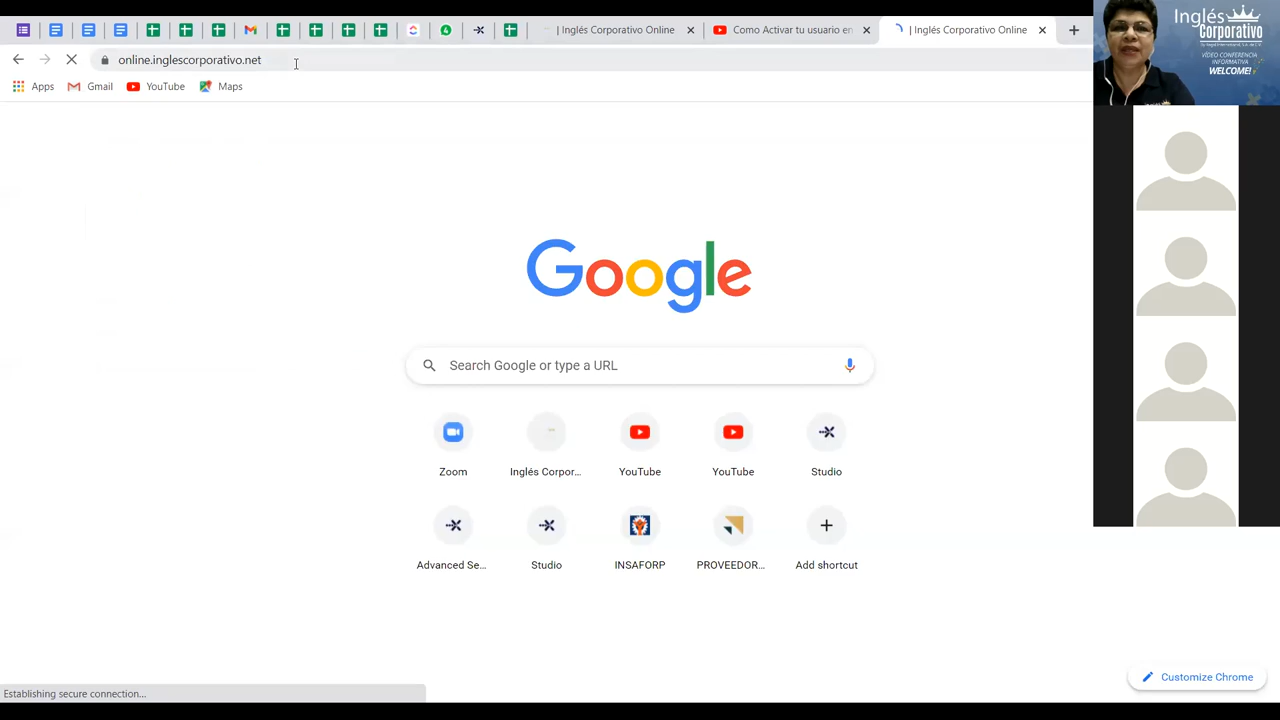 | Inglés Corporativo Online
Como Activar tu usuario en
| Inglés Corporativo Online
online.inglescorporativo.net
Apps
Gmail
YouTube
Maps
Inglés
Corporativo
VÍDEO CONFERENCIA
INFORMATIVA
WELCOME!
Google
Search Google or type a URL
Zoom
Inglés Corpor...
YouTube
YouTube
Studio
Advanced Se...
Studio
INSAFORP
PROVEEDOR...
Add shortcut
Customize Chrome
Establishing secure connection...